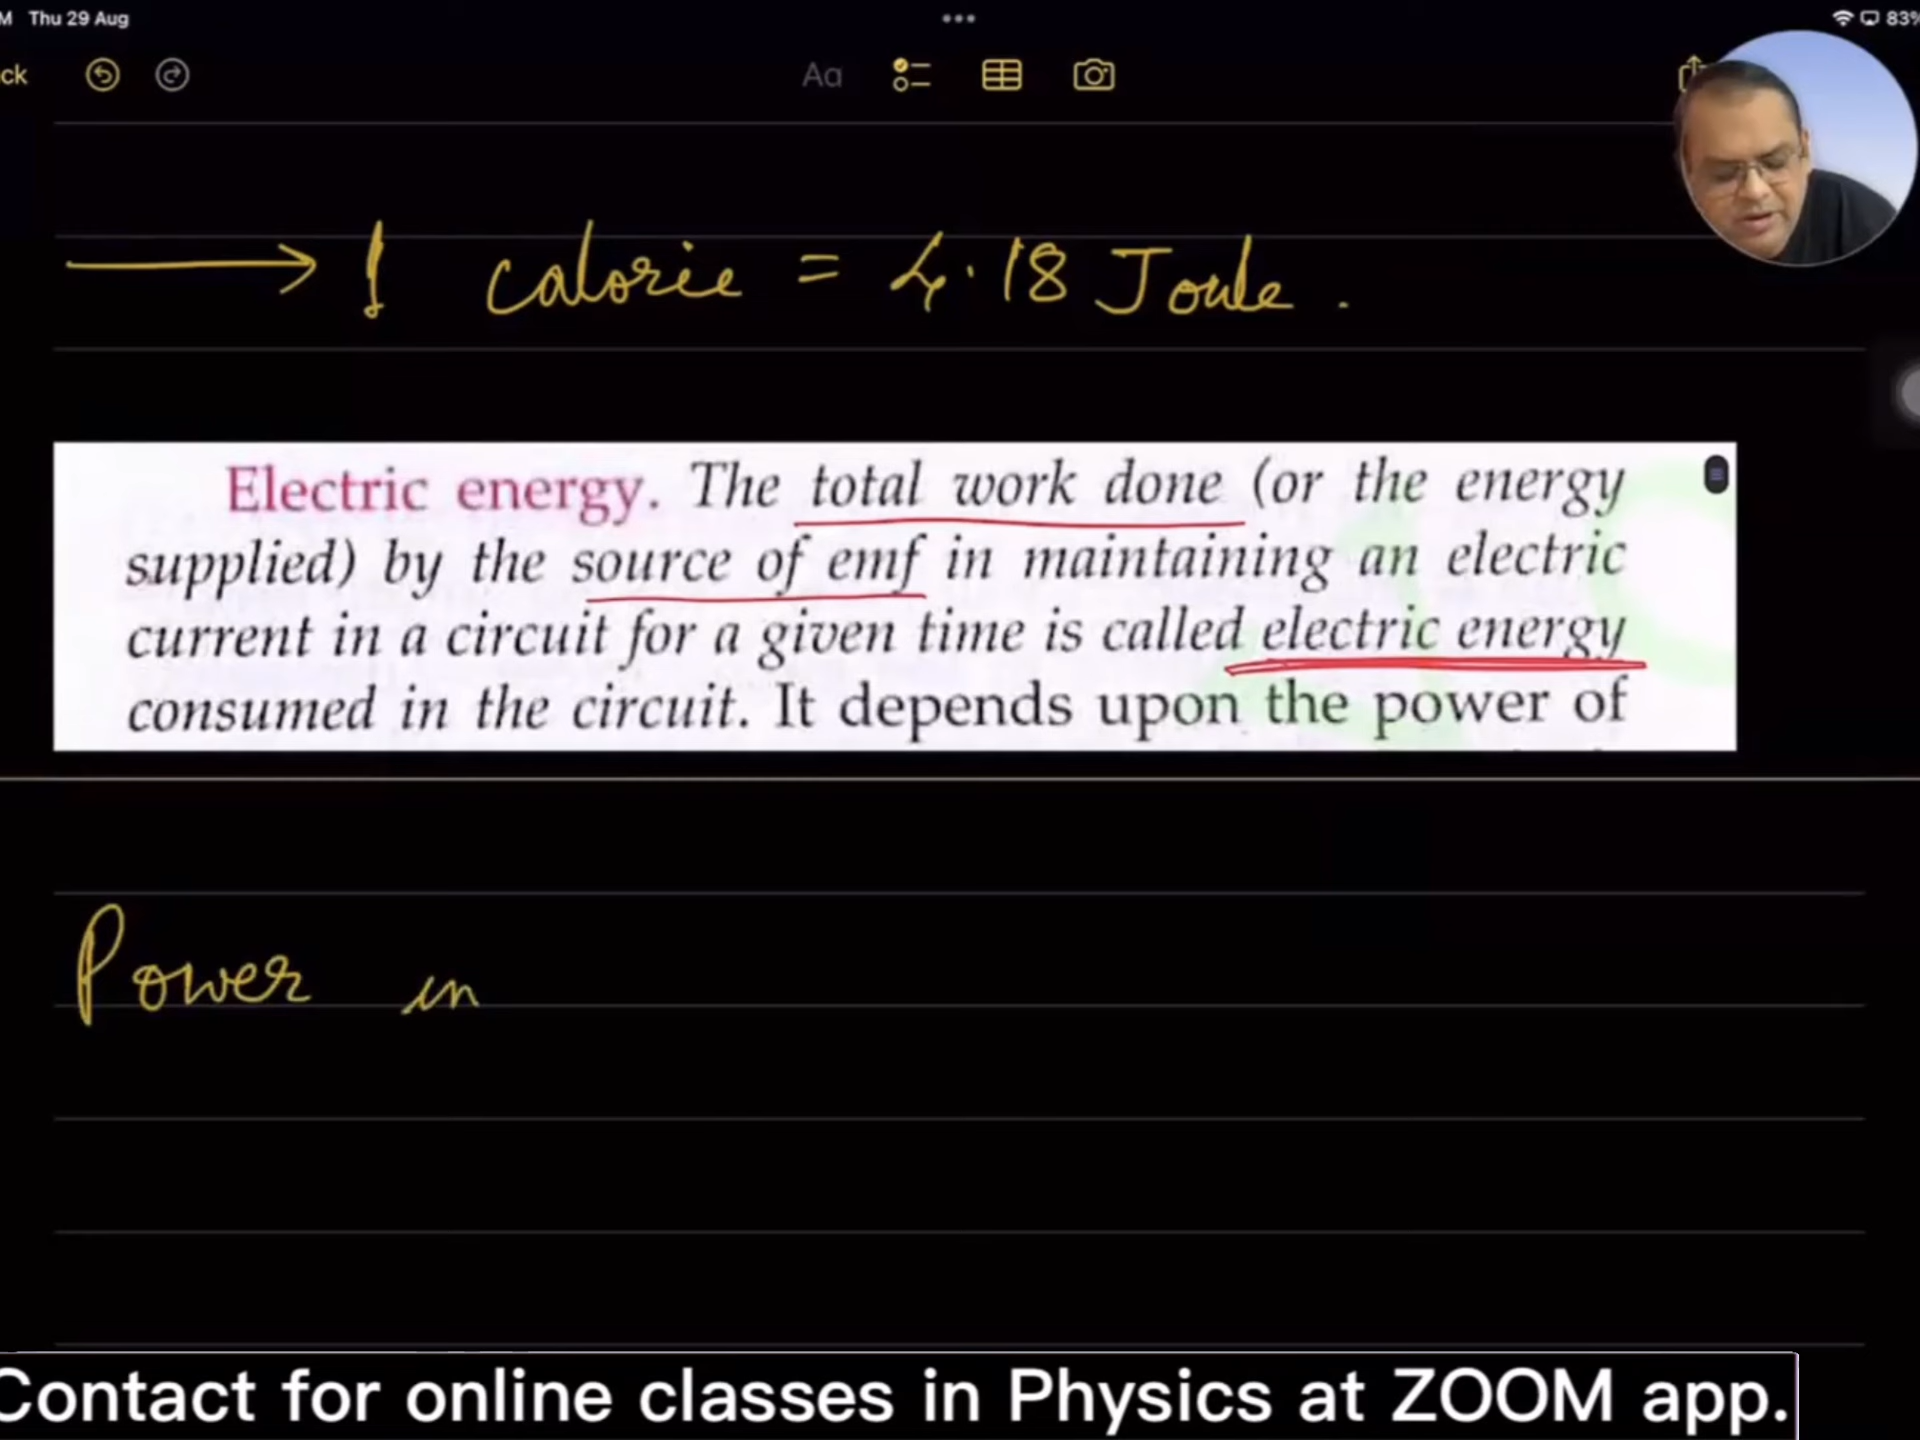 M Thu 29 Aug
83%
ck
Aa
1 calorie = 4.18 Joule .
Electric energy. The total work done (or the energy
supplied) by the source of emf in maintaining an electric
current in a circuit for a given time is called electric energy
consumed in the circuit. It depends upon the power of
Power in
Contact for online classes in Physics at ZOOM app.